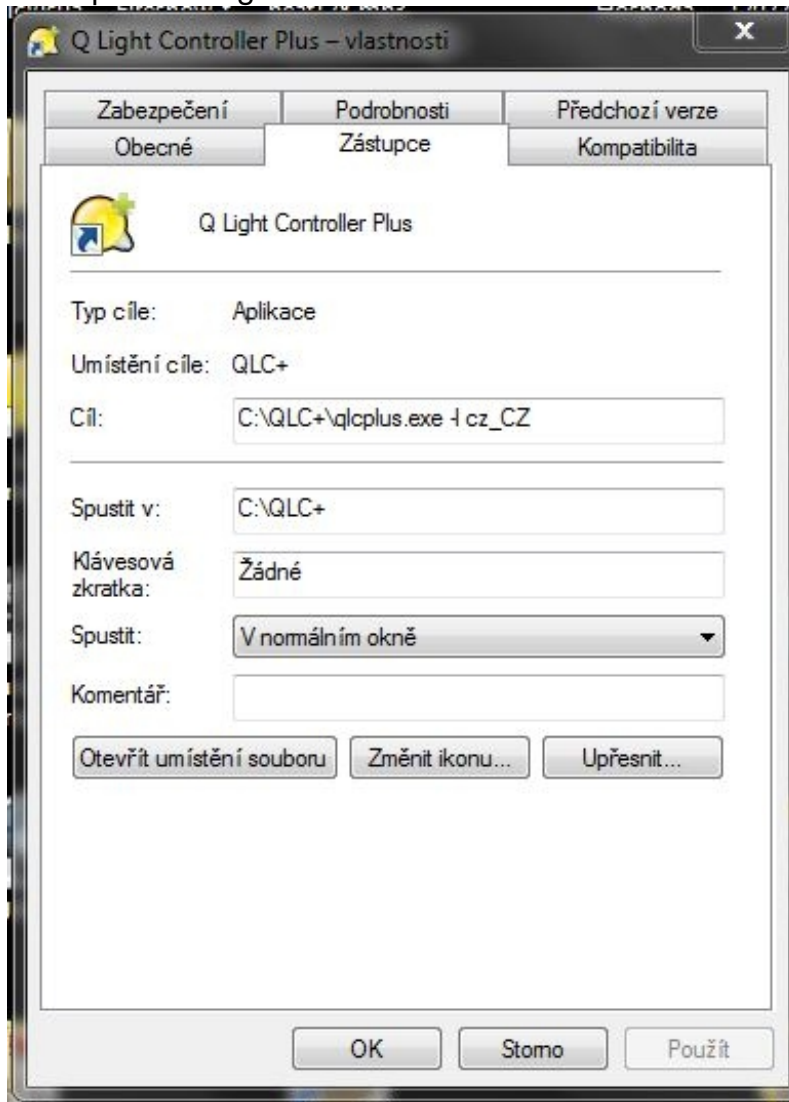 Q Light Controller Plus – vlastnosti
x
Zabezpečení Podrobnosti Předchozí verze
Obecné Zástupce Kompatibilita
Q Light Controller Plus
Typ cíle: Aplikace
Umístění cíle: QLC+
Cíl: C:\QLC+\qlcplus.exe -l cz_CZ
Spustit v: C:\QLC+
Klávesová
zkratka: Žádné
Spustit: V normálním okně
Komentář:
Otevřít umístění souboru Změnit ikonu... Upřesnit...
OK Storno Použít